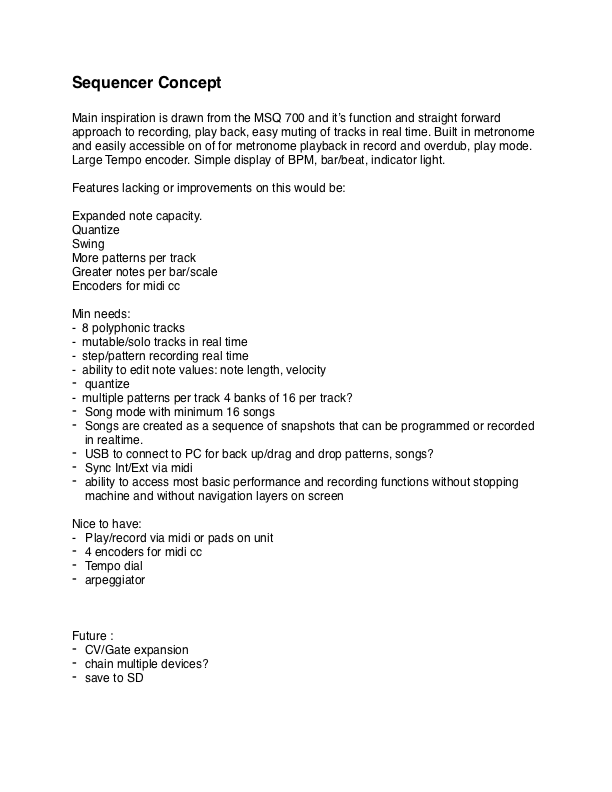 Sequencer Concept
Main inspiration is drawn from the MSQ 700 and it's function and straight forward
approach to recording, play back, easy muting of tracks in real time. Built in metronome
and easily accessible on of for metronome playback in record and overdub, play mode.
Large Tempo encoder. Simple display of BPM, bar/beat, indicator light.
Features lacking or improvements on this would be:
Expanded note capacity.
Quantize
Swing
More patterns per track
Greater notes per bar/scale
Encoders for midi cc
Min needs:
- 8 polyphonic tracks
- mutable/solo tracks in real time
- step/pattern recording real time
- ability to edit note values: note length, velocity
- quantize
- multiple patterns per track 4 banks of 16 per track?
- Song mode with minimum 16 songs
- Songs are created as a sequence of snapshots that can be programmed or recorded
in realtime.
- USB to connect to PC for back up/drag and drop patterns, songs?
- Sync Int/Ext via midi
- ability to access most basic performance and recording functions without stopping
machine and without navigation layers on screen
Nice to have:
- Play/record via midi or pads on unit
- 4 encoders for midi cc
- Tempo dial
- arpeggiator
Future :
- CV/Gate expansion
- chain multiple devices?
- save to SD